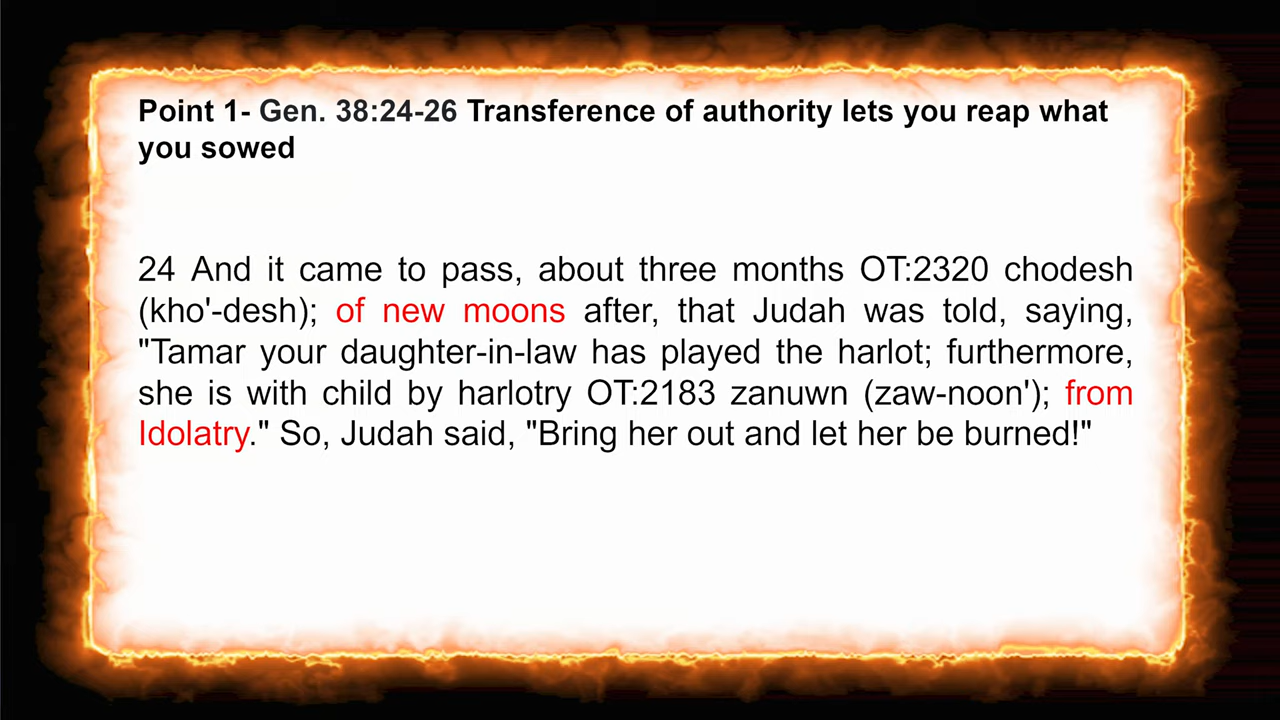 Point 1- Gen. 38:24-26 Transference of authority lets you reap what
you sowed
24 And it came to pass, about three months OT:2320 chodesh
(kho'-desh); of new moons after, that Judah was told, saying,
"Tamar your daughter-in-law has played the harlot; furthermore,
she is with child by harlotry OT:2183 zanuwn (zaw-noon'); from
Idolatry." So, Judah said, "Bring her out and let her be burned!"